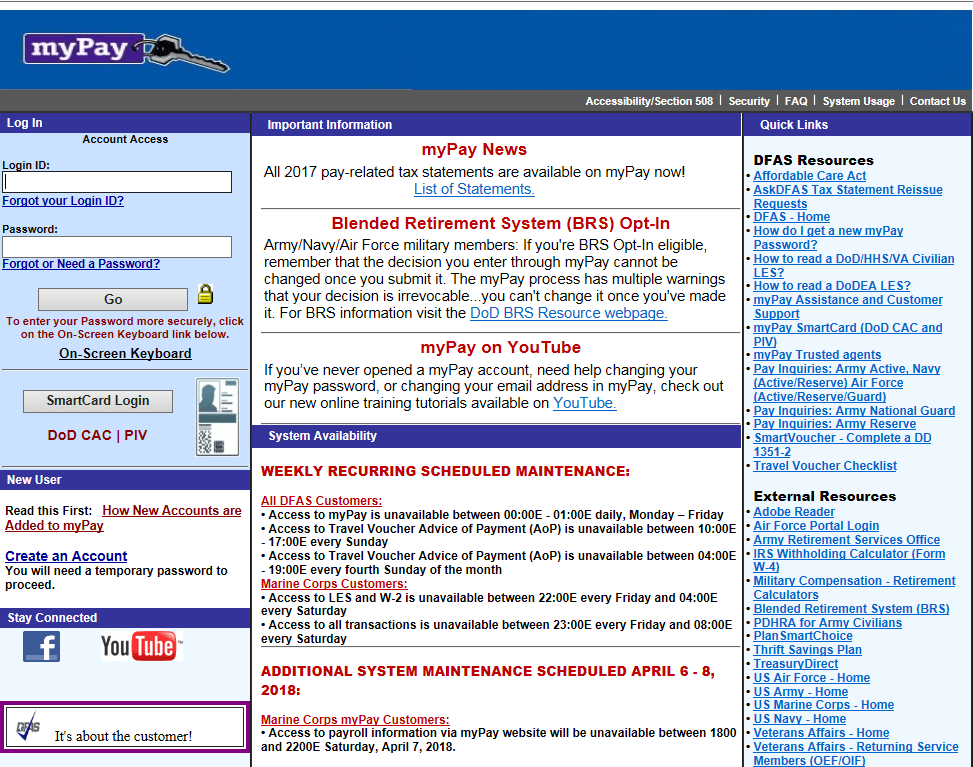 myPay
Accessibility/Section 508 | Security | FAQ | System Usage | Contact Us
Log In
Account Access
Login ID:
Forgot your Login ID?
Password:
Forgot or Need a Password?
Go
To enter your Password more securely, click
on the On-Screen Keyboard link below.
On-Screen Keyboard
SmartCard Login
DoD CAC | PIV
New User
Read this First: How New Accounts are
Added to myPay
Create an Account
You will need a temporary password to
proceed.
Stay Connected
f
YouTube
DFAS
It's about the customer!
Important Information
myPay News
All 2017 pay-related tax statements are available on myPay now!
List of Statements.
Blended Retirement System (BRS) Opt-In
Army/Navy/Air Force military members: If you're BRS Opt-In eligible,
remember that the decision you enter through myPay cannot be
changed once you submit it. The myPay process has multiple warnings
that your decision is irrevocable...you can't change it once you've made
it. For BRS information visit the DoD BRS Resource webpage.
myPay on YouTube
If you've never opened a myPay account, need help changing your
myPay password, or changing your email address in myPay, check out
our new online training tutorials available on YouTube.
System Availability
WEEKLY RECURRING SCHEDULED MAINTENANCE:
All DFAS Customers:
• Access to myPay is unavailable between 00:00E - 01:00E daily, Monday – Friday
• Access to Travel Voucher Advice of Payment (AoP) is unavailable between 10:00E
- 17:00E every Sunday
• Access to Travel Voucher Advice of Payment (AoP) is unavailable between 04:00E
- 19:00E every fourth Sunday of the month
Marine Corps Customers:
• Access to LES and W-2 is unavailable between 22:00E every Friday and 04:00E
every Saturday
• Access to all transactions is unavailable between 23:00E every Friday and 08:00E
every Saturday
ADDITIONAL SYSTEM MAINTENANCE SCHEDULED APRIL 6 - 8,
2018:
Marine Corps myPay Customers:
• Access to payroll information via myPay website will be unavailable between 1800
and 2200E Saturday, April 7, 2018.
Quick Links
DFAS Resources
• Affordable Care Act
• AskDFAS Tax Statement Reissue
Requests
• DFAS - Home
• How do I get a new myPay
Password?
• How to read a DoD/HHS/VA Civilian
LES?
• How to read a DoDEA LES?
• myPay Assistance and Customer
Support
• myPay SmartCard (DoD CAC and
PIV)
• myPay Trusted agents
• Pay Inquiries: Army Active, Navy
(Active/Reserve) Air Force
(Active/Reserve/Guard)
• Pay Inquiries: Army National Guard
• Pay Inquiries: Army Reserve
• SmartVoucher - Complete a DD
1351-2
• Travel Voucher Checklist
External Resources
• Adobe Reader
• Air Force Portal Login
• Army Retirement Services Office
• IRS Withholding Calculator (Form
W-4)
• Military Compensation - Retirement
Calculators
• Blended Retirement System (BRS)
• PDHRA for Army Civilians
• PlanSmartChoice
• Thrift Savings Plan
• TreasuryDirect
• US Air Force - Home
• US Army - Home
• US Marine Corps - Home
• US Navy - Home
• Veterans Affairs - Home
• Veterans Affairs - Returning Service
Members (OEF/OIF)